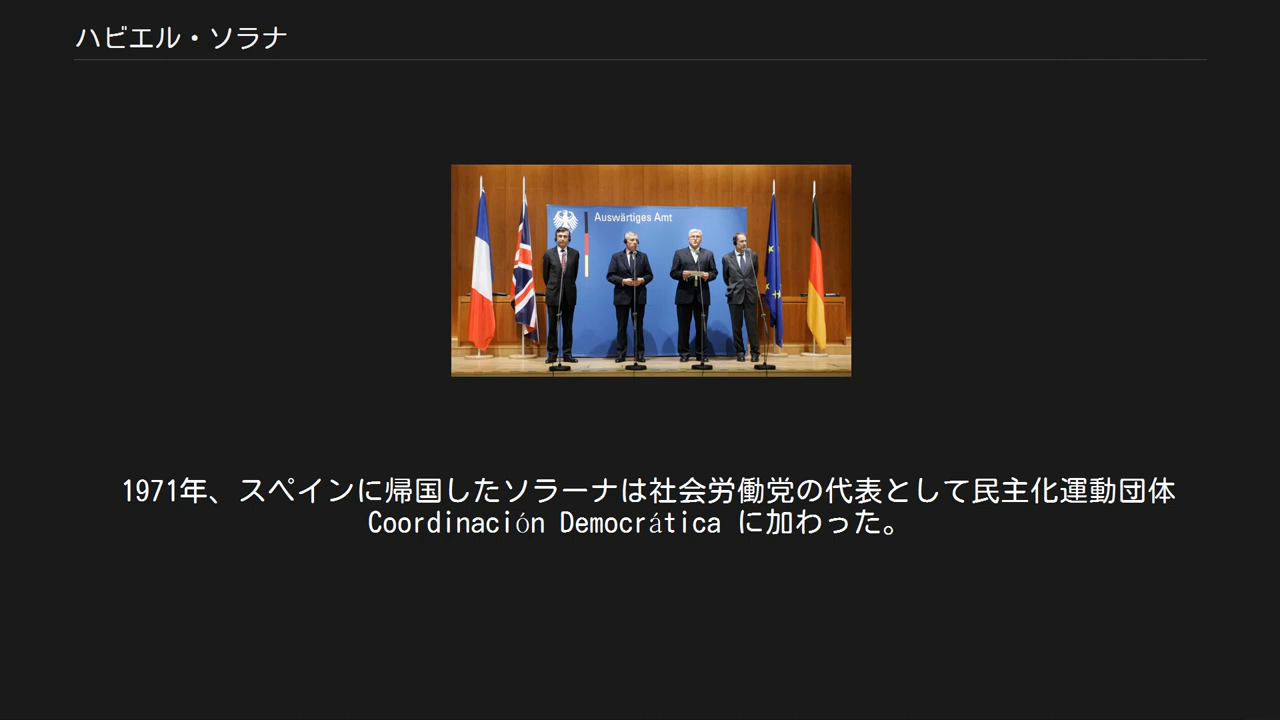 ハビエル・ソラナ
Auswärtiges Amt
1971年、スペインに帰国したソラーナは社会労働党の代表として民主化運動団体
Coordinación Democrática に加わった。